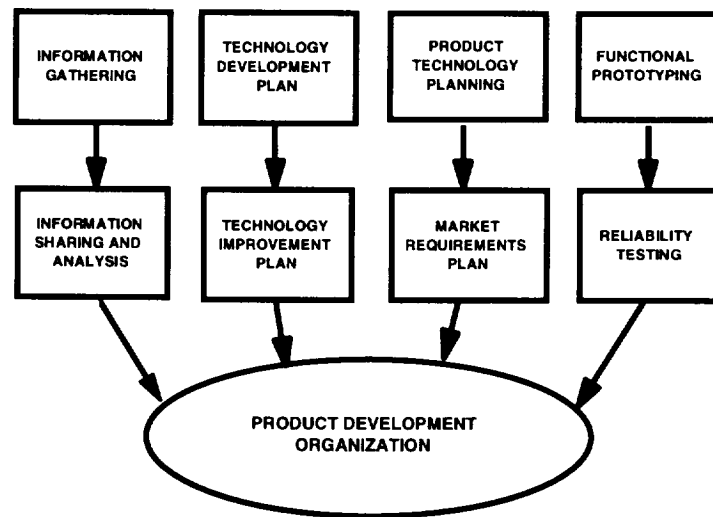 INFORMATION
GATHERING
TECHNOLOGY
DEVELOPMENT
PLAN
PRODUCT
TECHNOLOGY
PLANNING
FUNCTIONAL
PROTOTYPING
INFORMATION
SHARING AND
ANALYSIS
TECHNOLOGY
IMPROVEMENT
PLAN
MARKET
REQUIREMENTS
PLAN
RELIABILITY
TESTING
PRODUCT DEVELOPMENT
ORGANIZATION